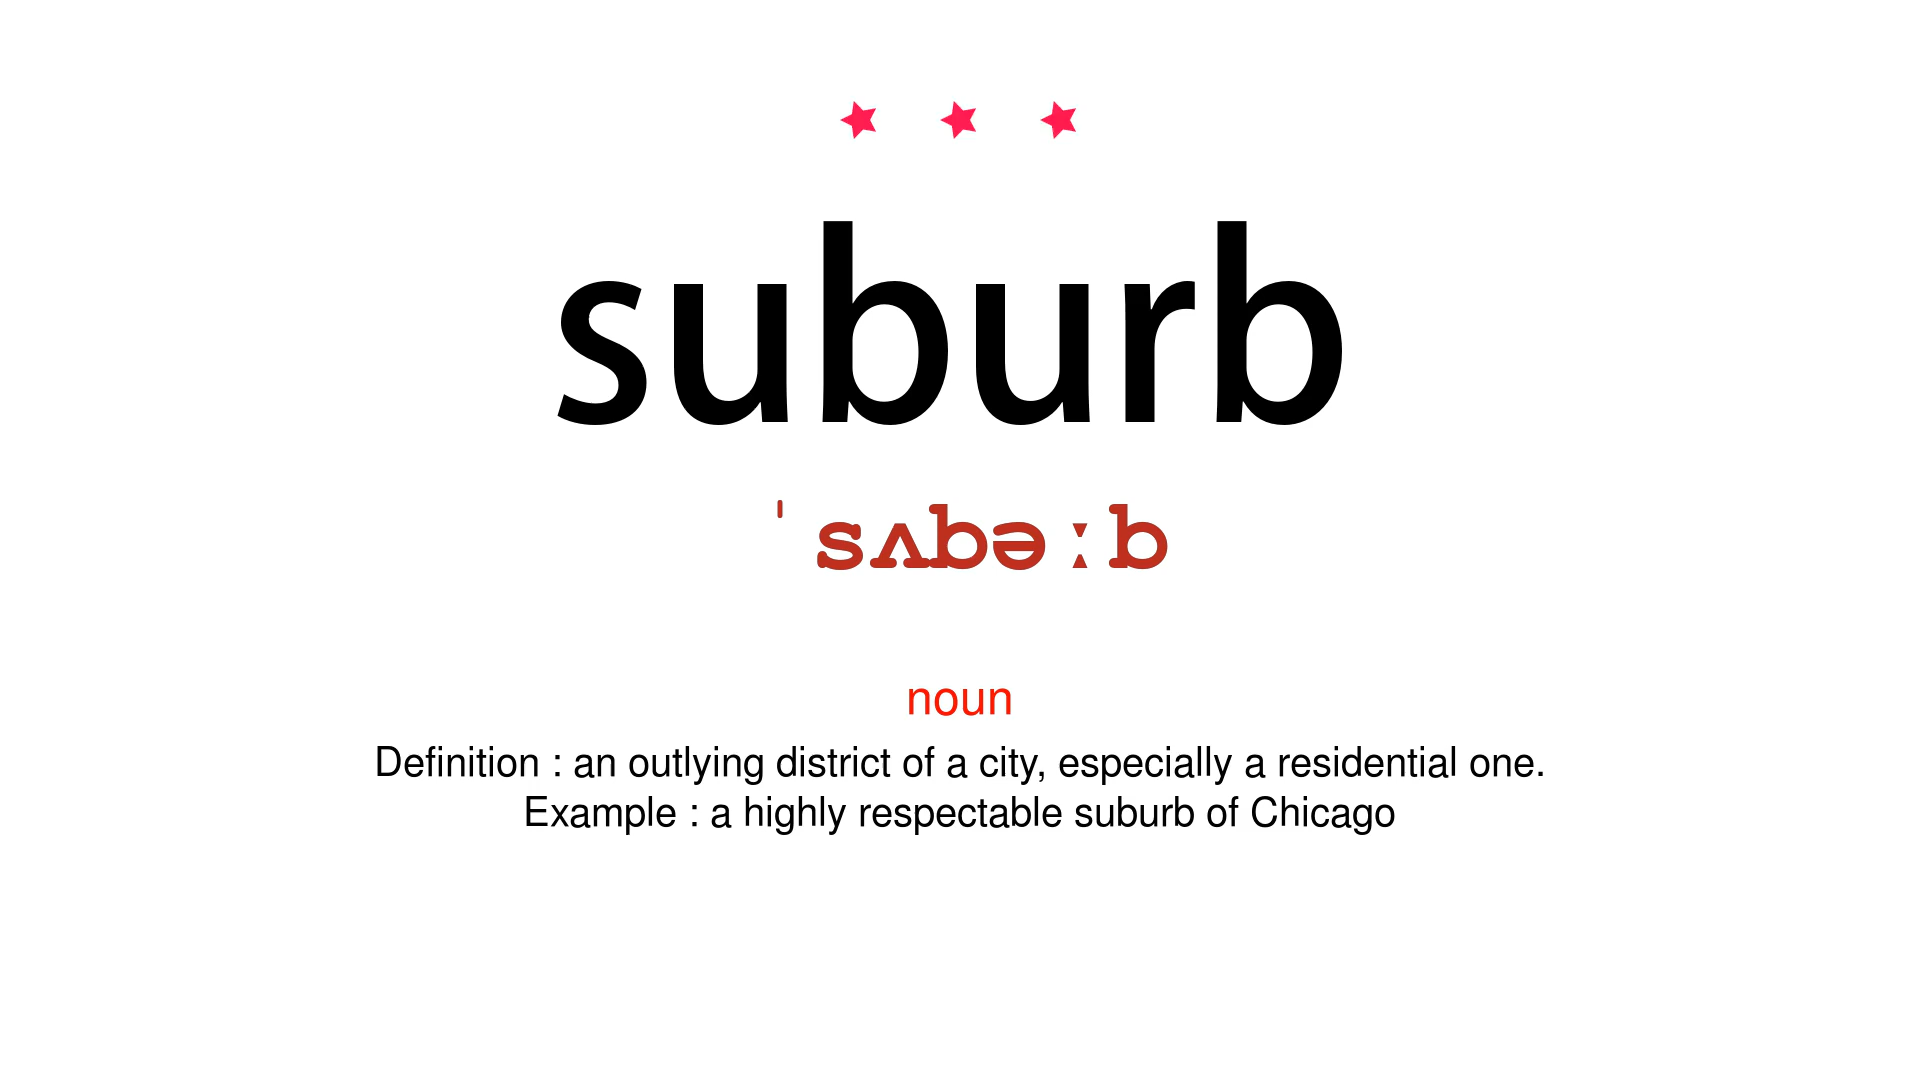 suburb
ˈsʌbəːb
noun
Definition : an outlying district of a city, especially a residential one.
Example : a highly respectable suburb of Chicago